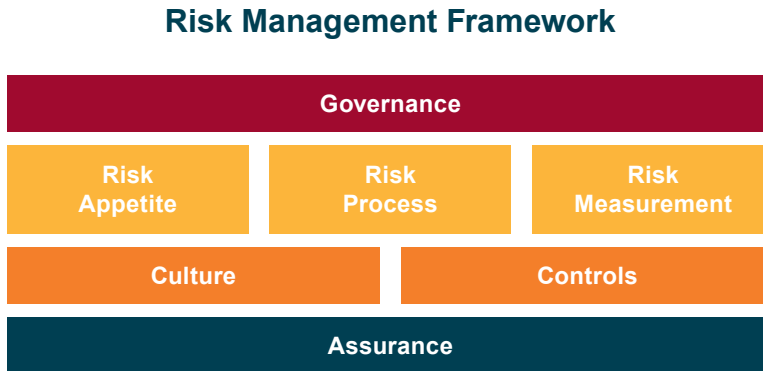 Risk Management Framework
Governance
Risk
Appetite
Risk
Process
Risk
Measurement
Culture
Controls
Assurance